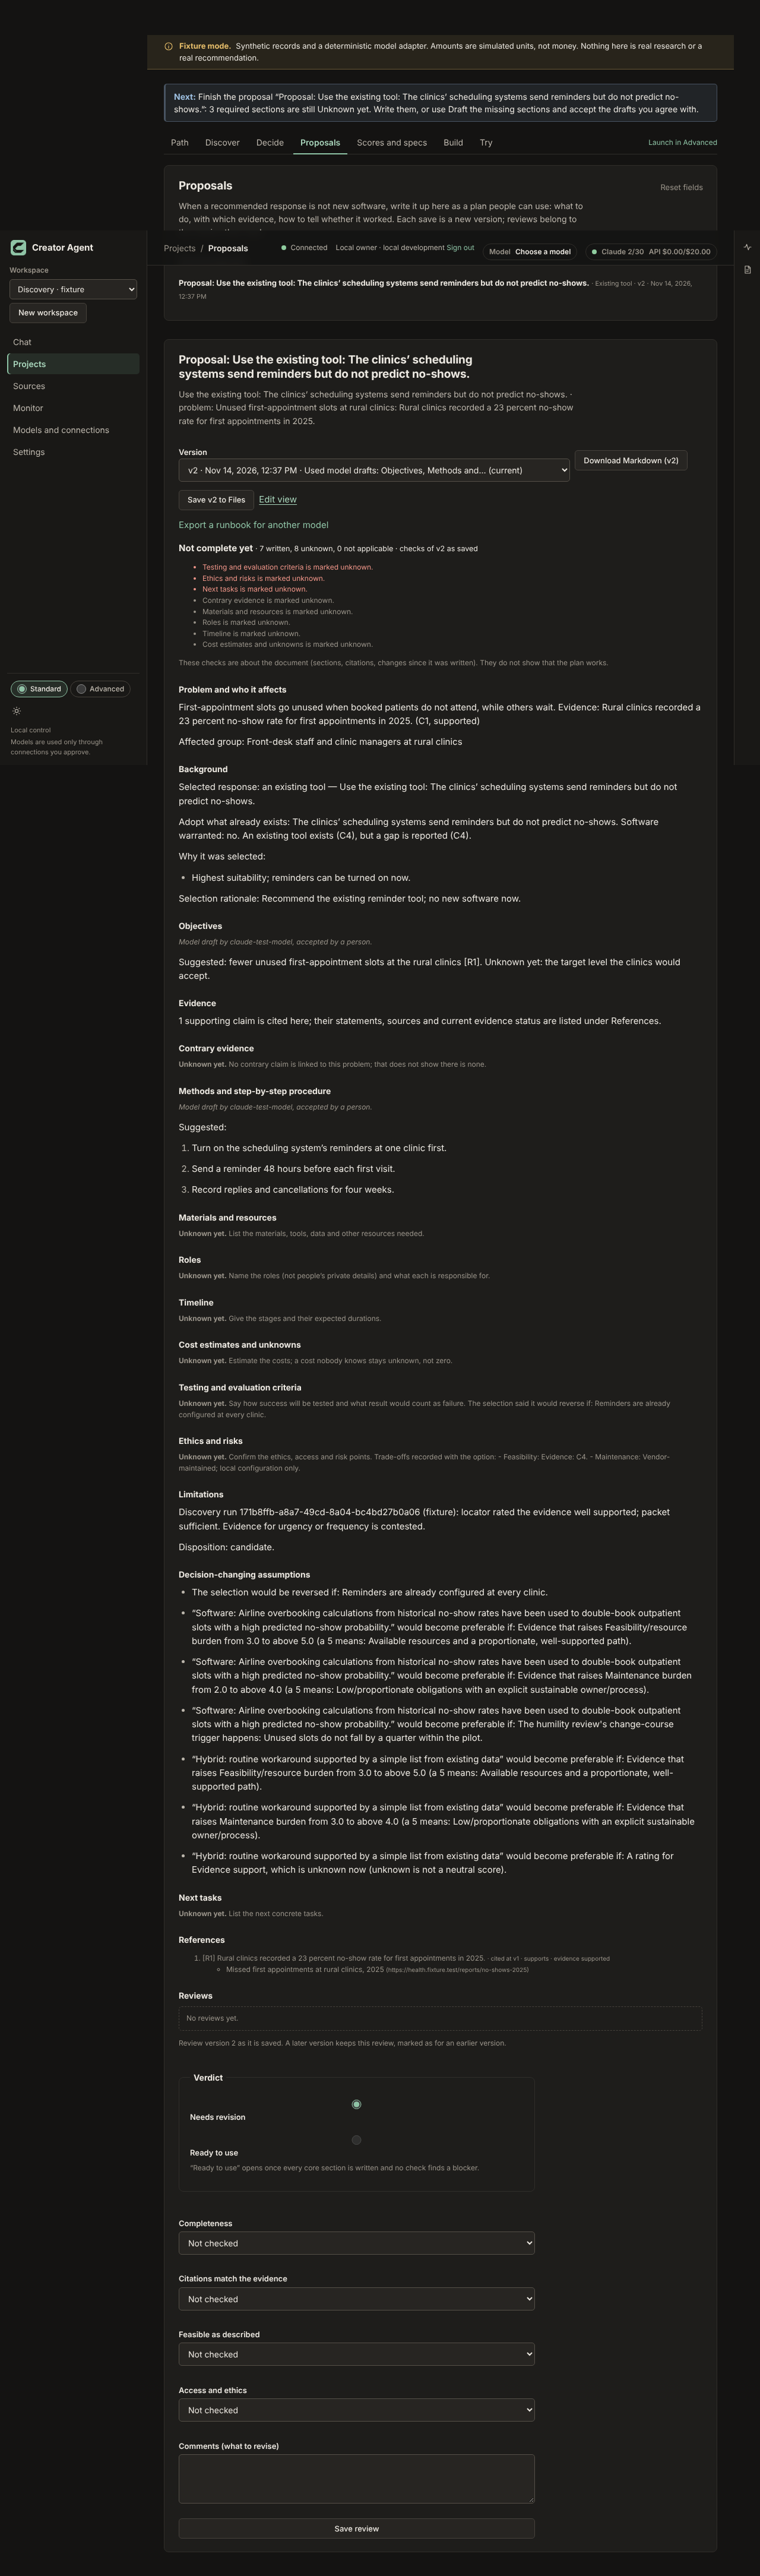 Fixture mode. Synthetic records and a deterministic model adapter. Amounts are simulated units, not money. Nothing here is real research or a
real recommendation.
Next: Finish the proposal “Proposal: Use the existing tool: The clinics’ scheduling systems send reminders but do not predict no-
shows.”: 3 required sections are still Unknown yet. Write them, or use Draft the missing sections and accept the drafts you agree with.
Path
Discover
Decide
Proposals
Scores and specs
Build
Try
Launch in Advanced
Proposals
Reset fields
When a recommended response is not new software, write it up here as a plan people can use: what to
do, with which evidence, how to tell whether it worked. Each save is a new version; reviews belong to
Creator Agent
Workspace
Discovery · fixture
New workspace
Chat
Projects
Sources
Monitor
Models and connections
Settings
Standard
Advanced
Local control
Models are used only through
connections you approve.
Projects / Proposals
Connected
Local owner · local development Sign out
Model Choose a model
Claude 2/30 API $0.00/$20.00
Proposal: Use the existing tool: The clinics’ scheduling systems send reminders but do not predict no-shows. · Existing tool · v2 · Nov 14, 2026,
12:37 PM
Proposal: Use the existing tool: The clinics’ scheduling
systems send reminders but do not predict no-shows.
Use the existing tool: The clinics’ scheduling systems send reminders but do not predict no-shows. ·
problem: Unused first-appointment slots at rural clinics: Rural clinics recorded a 23 percent no-show
rate for first appointments in 2025.
Version
v2 · Nov 14, 2026, 12:37 PM · Used model drafts: Objectives, Methods and… (current)
Download Markdown (v2)
Save v2 to Files
Edit view
Export a runbook for another model
Not complete yet · 7 written, 8 unknown, 0 not applicable · checks of v2 as saved
• Testing and evaluation criteria is marked unknown.
• Ethics and risks is marked unknown.
• Next tasks is marked unknown.
• Contrary evidence is marked unknown.
• Materials and resources is marked unknown.
• Roles is marked unknown.
• Timeline is marked unknown.
• Cost estimates and unknowns is marked unknown.
These checks are about the document (sections, citations, changes since it was written). They do not show that the plan works.
Problem and who it affects
First-appointment slots go unused when booked patients do not attend, while others wait. Evidence: Rural clinics recorded a
23 percent no-show rate for first appointments in 2025. (C1, supported)
Affected group: Front-desk staff and clinic managers at rural clinics
Background
Selected response: an existing tool — Use the existing tool: The clinics’ scheduling systems send reminders but do not
predict no-shows.
Adopt what already exists: The clinics’ scheduling systems send reminders but do not predict no-shows. Software
warranted: no. An existing tool exists (C4), but a gap is reported (C4).
Why it was selected:
• Highest suitability; reminders can be turned on now.
Selection rationale: Recommend the existing reminder tool; no new software now.
Objectives
Model draft by claude-test-model, accepted by a person.
Suggested: fewer unused first-appointment slots at the rural clinics [R1]. Unknown yet: the target level the clinics would
accept.
Evidence
1 supporting claim is cited here; their statements, sources and current evidence status are listed under References.
Contrary evidence
Unknown yet. No contrary claim is linked to this problem; that does not show there is none.
Methods and step-by-step procedure
Model draft by claude-test-model, accepted by a person.
Suggested:
1. Turn on the scheduling system’s reminders at one clinic first.
2. Send a reminder 48 hours before each first visit.
3. Record replies and cancellations for four weeks.
Materials and resources
Unknown yet. List the materials, tools, data and other resources needed.
Roles
Unknown yet. Name the roles (not people’s private details) and what each is responsible for.
Timeline
Unknown yet. Give the stages and their expected durations.
Cost estimates and unknowns
Unknown yet. Estimate the costs; a cost nobody knows stays unknown, not zero.
Testing and evaluation criteria
Unknown yet. Say how success will be tested and what result would count as failure. The selection said it would reverse if: Reminders are already
configured at every clinic.
Ethics and risks
Unknown yet. Confirm the ethics, access and risk points. Trade-offs recorded with the option: - Feasibility: Evidence: C4. - Maintenance: Vendor-
maintained; local configuration only.
Limitations
Discovery run 171b8ffb-a8a7-49cd-8a04-bc4bd27b0a06 (fixture): locator rated the evidence well supported; packet
sufficient. Evidence for urgency or frequency is contested.
Disposition: candidate.
Decision-changing assumptions
• The selection would be reversed if: Reminders are already configured at every clinic.
• “Software: Airline overbooking calculations from historical no-show rates have been used to double-book outpatient
slots with a high predicted no-show probability.” would become preferable if: Evidence that raises Feasibility/resource
burden from 3.0 to above 5.0 (a 5 means: Available resources and a proportionate, well-supported path).
• “Software: Airline overbooking calculations from historical no-show rates have been used to double-book outpatient
slots with a high predicted no-show probability.” would become preferable if: Evidence that raises Maintenance burden
from 2.0 to above 4.0 (a 5 means: Low/proportionate obligations with an explicit sustainable owner/process).
• “Software: Airline overbooking calculations from historical no-show rates have been used to double-book outpatient
slots with a high predicted no-show probability.” would become preferable if: The humility review's change-course
trigger happens: Unused slots do not fall by a quarter within the pilot.
• “Hybrid: routine workaround supported by a simple list from existing data” would become preferable if: Evidence that
raises Feasibility/resource burden from 3.0 to above 5.0 (a 5 means: Available resources and a proportionate, well-
supported path).
• “Hybrid: routine workaround supported by a simple list from existing data” would become preferable if: Evidence that
raises Maintenance burden from 3.0 to above 4.0 (a 5 means: Low/proportionate obligations with an explicit sustainable
owner/process).
• “Hybrid: routine workaround supported by a simple list from existing data” would become preferable if: A rating for
Evidence support, which is unknown now (unknown is not a neutral score).
Next tasks
Unknown yet. List the next concrete tasks.
References
1. [R1] Rural clinics recorded a 23 percent no-show rate for first appointments in 2025. · cited at v1 · supports · evidence supported
Missed first appointments at rural clinics, 2025 (https://health.fixture.test/reports/no-shows-2025)
Reviews
No reviews yet.
Review version 2 as it is saved. A later version keeps this review, marked as for an earlier version.
Verdict
Needs revision
Ready to use
“Ready to use” opens once every core section is written and no check finds a blocker.
Completeness
Not checked
Citations match the evidence
Not checked
Feasible as described
Not checked
Access and ethics
Not checked
Comments (what to revise)
Save review